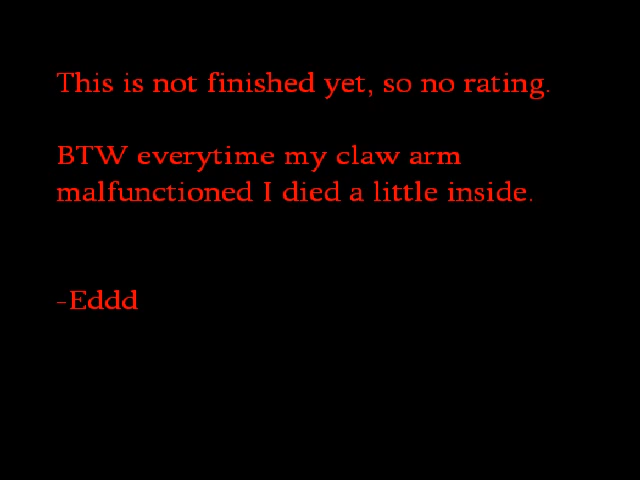 This is not finished yet, so no rating.
BTW everytime my claw arm
malfunctioned I died a little inside.
-Eddd